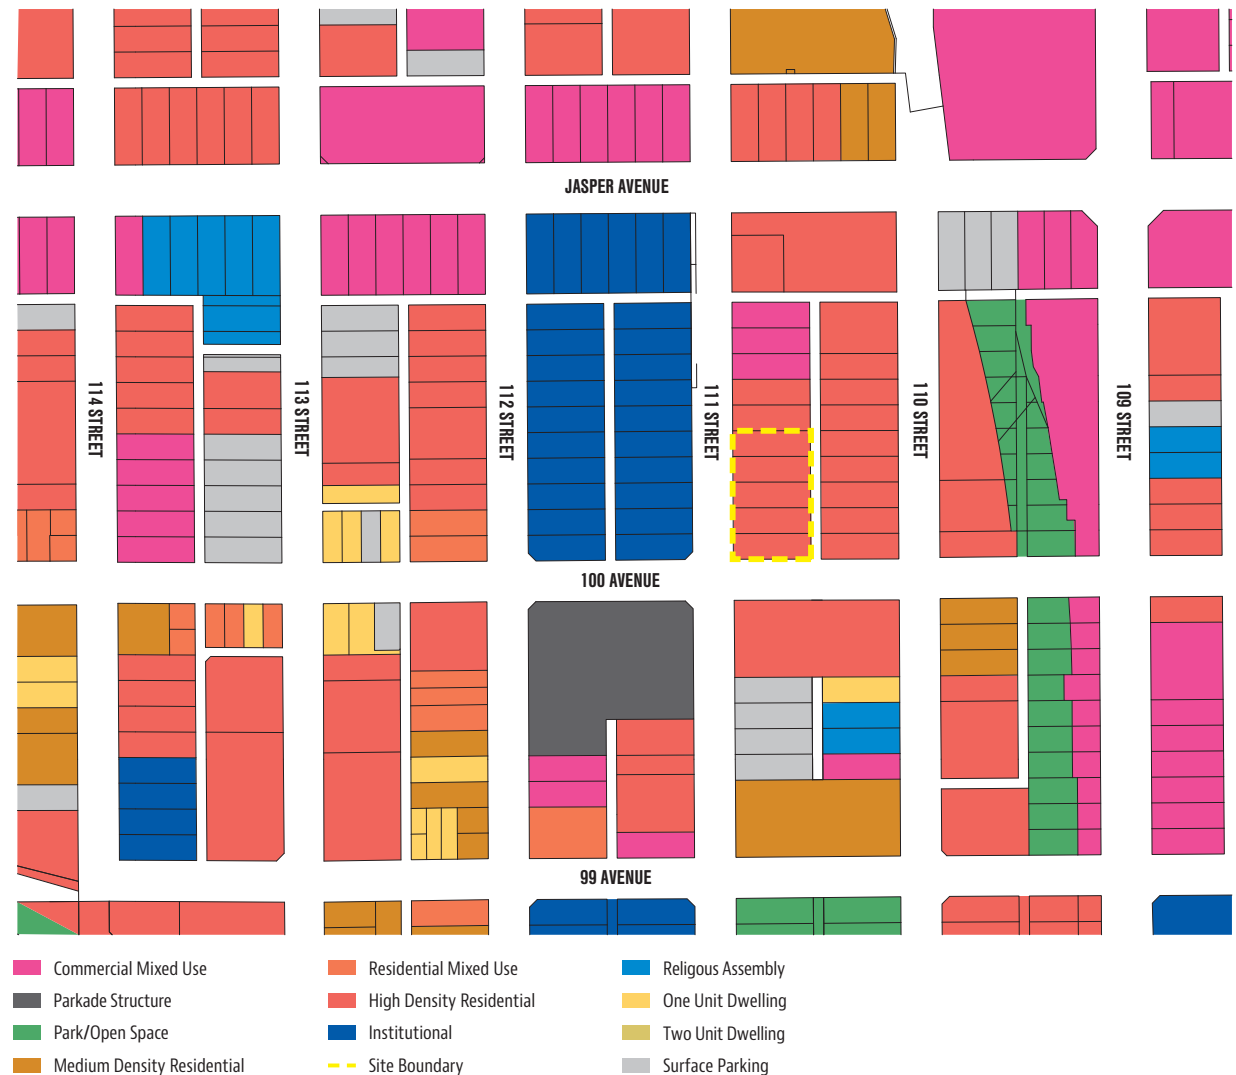 JASPER AVENUE
114 STREET
113 STREET
112 STREET
111 STREET
110 STREET
109 STREET
100 AVENUE
99 AVENUE
Commercial Mixed Use
Parkade Structure
Park/Open Space
Medium Density Residential
Residential Mixed Use
High Density Residential
Institutional
Site Boundary
Religous Assembly
One Unit Dwelling
Two Unit Dwelling
Surface Parking